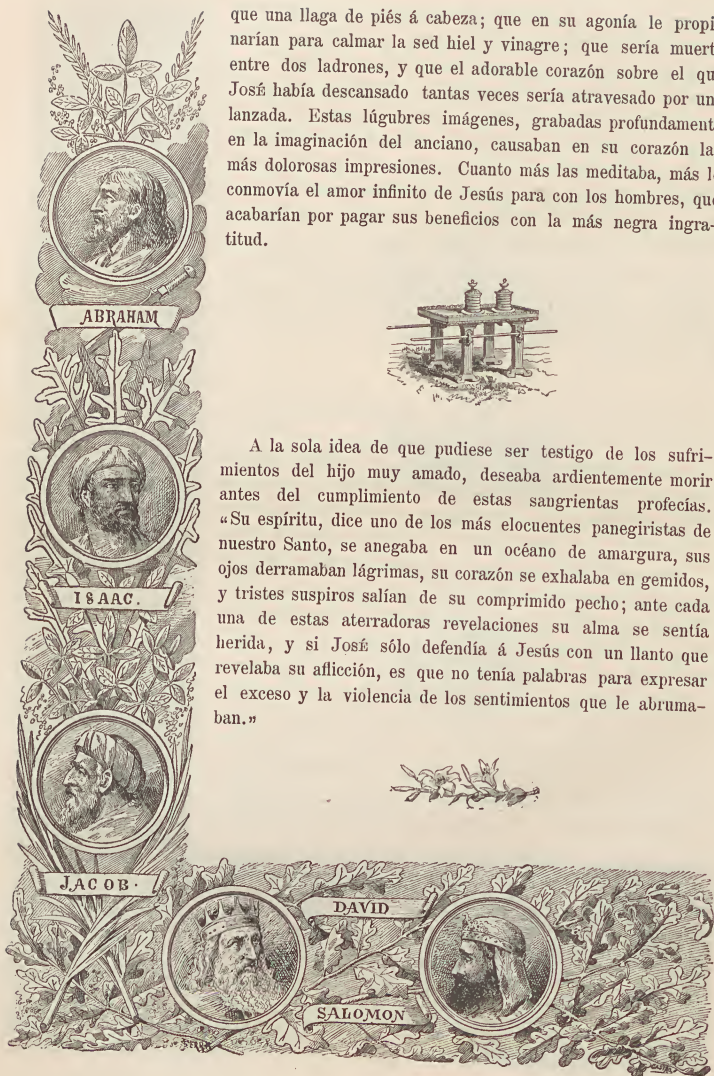 que una llaga de piés á cabeza; que en su agonía le propi
narían para calmar la sed hiel y vinagre; que sería muert
entre dos ladrones, y que el adorable corazón sobre el qu
José había descansado tantas veces sería atravesado por un
lanzada. Estas lúgubres imágenes, grabadas profundament
en la imaginación del anciano, causaban en su corazón la
más dolorosas impresiones. Cuanto más las meditaba, más l
conmovía el amor infinito de Jesús para con los hombres, que
acabarían por pagar sus beneficios con la más negra ingra-
titud.
ABRAHAM
A la sola idea de que pudiese ser testigo de los sufri-
mientos del hijo muy amado, deseaba ardientemente morir
antes del cumplimiento de estas sangrientas profecías.
«Su espíritu, dice uno de los más elocuentes panegiristas de
nuestro Santo, se anegaba en un océano de amargura, sus
ojos derramaban lágrimas, su corazón se exhalaba en gemidos,
y tristes suspiros salían de su comprimido pecho; ante cada
una de estas aterradoras revelaciones su alma se sentía
herida, y si José sólo defendía á Jesús con un llanto que
revelaba su aflicción, es que no tenía palabras para expresar
el exceso y la violencia de los sentimientos que le abruma-
ban.»
ISAAC.
JACOB.
DAVID
SALOMON